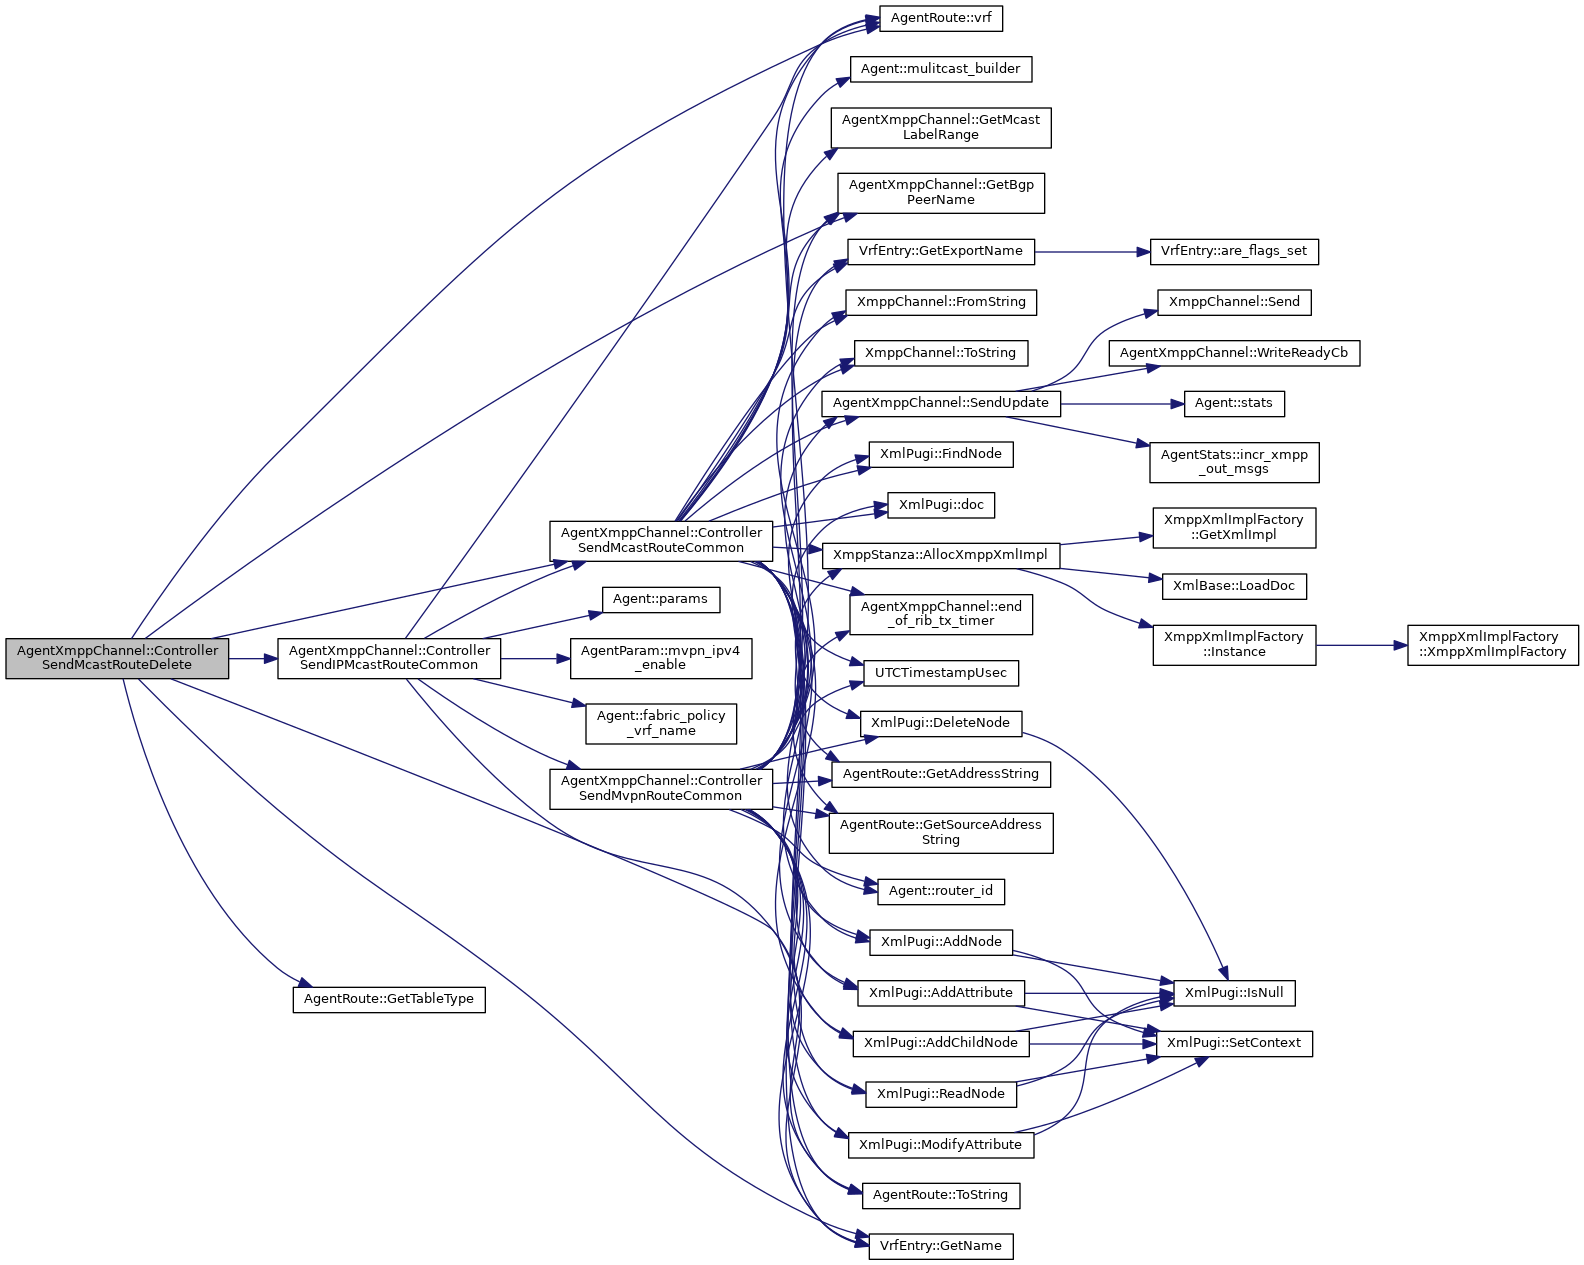 AgentXmppChannel::Controller
SendMcastRouteDelete
AgentXmppChannel::Controller
SendIPMcastRouteCommon
AgentRoute::GetTableType
AgentXmppChannel::Controller
SendMcastRouteCommon
Agent::params
AgentParam::mvpn_ipv4
_enable
Agent::fabric_policy
_vrf_name
AgentXmppChannel::Controller
SendMvpnRouteCommon
AgentRoute::vrf
Agent::mulitcast_builder
AgentXmppChannel::GetMcast
LabelRange
AgentXmppChannel::GetBgp
PeerName
VrfEntry::GetExportName
XmppChannel::FromString
XmppChannel::ToString
AgentXmppChannel::SendUpdate
XmlPugi::FindNode
XmlPugi::doc
XmppStanza::AllocXmppXmlImpl
AgentXmppChannel::end
_of_rib_tx_timer
UTCTimestampUsec
XmlPugi::DeleteNode
AgentRoute::GetAddressString
AgentRoute::GetSourceAddress
String
Agent::router_id
XmlPugi::AddNode
XmlPugi::AddAttribute
XmlPugi::AddChildNode
XmlPugi::ReadNode
XmlPugi::ModifyAttribute
AgentRoute::ToString
VrfEntry::GetName
VrfEntry::are_flags_set
XmppChannel::Send
AgentXmppChannel::WriteReadyCb
Agent::stats
AgentStats::incr_xmpp
_out_msgs
XmppXmlImplFactory
::GetXmlImpl
XmlBase::LoadDoc
XmppXmlImplFactory
::Instance
XmlPugi::IsNull
XmlPugi::SetContext
XmppXmlImplFactory
::XmppXmlImplFactory